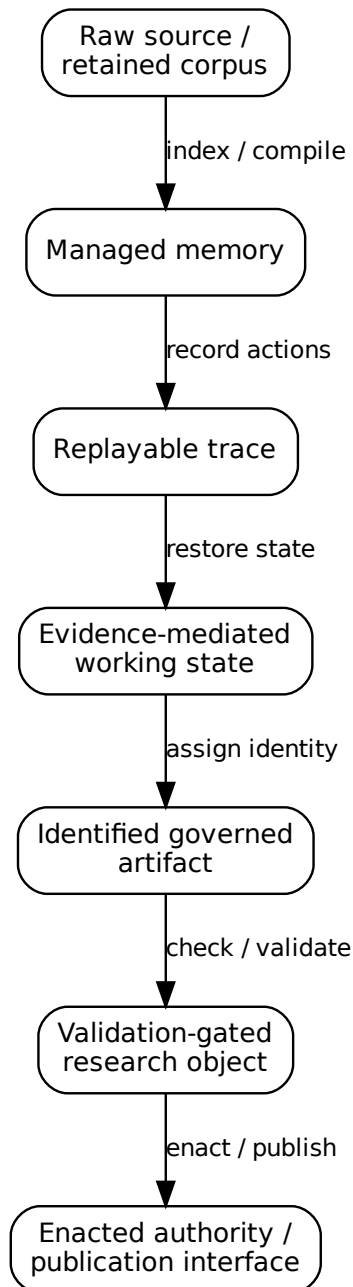 Raw source /
retained corpus
index / compile
Managed memory
record actions
Replayable trace
restore state
Evidence-mediated
working state
assign identity
Identified governed
artifact
check / validate
Validation-gated
research object
enact / publish
Enacted authority /
publication interface